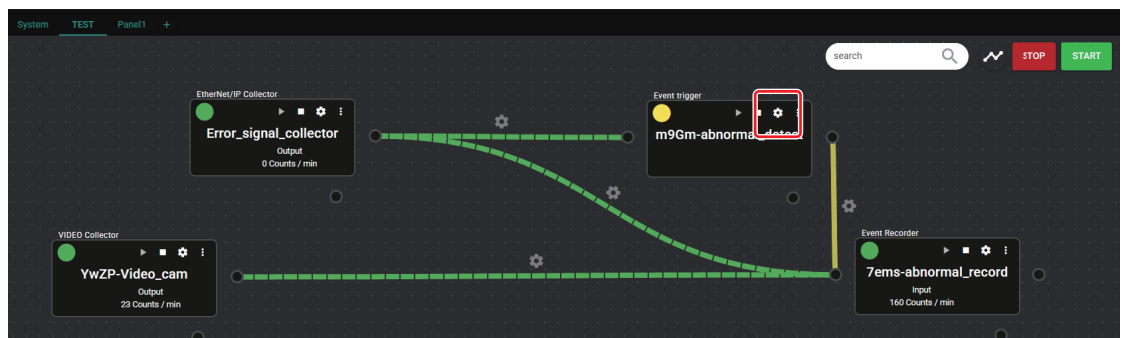 System TEST Panel1 +
search STOP START
EtherNet/IP Collector
Error_signal_collector
Output
0 Counts / min
Event trigger
m9Gm-abnorma
VIDEO Collector
YwZP-Video_cam
Output
23 Counts / min
Event Recorder
7ems-abnormal_record
Input
160 Counts / min